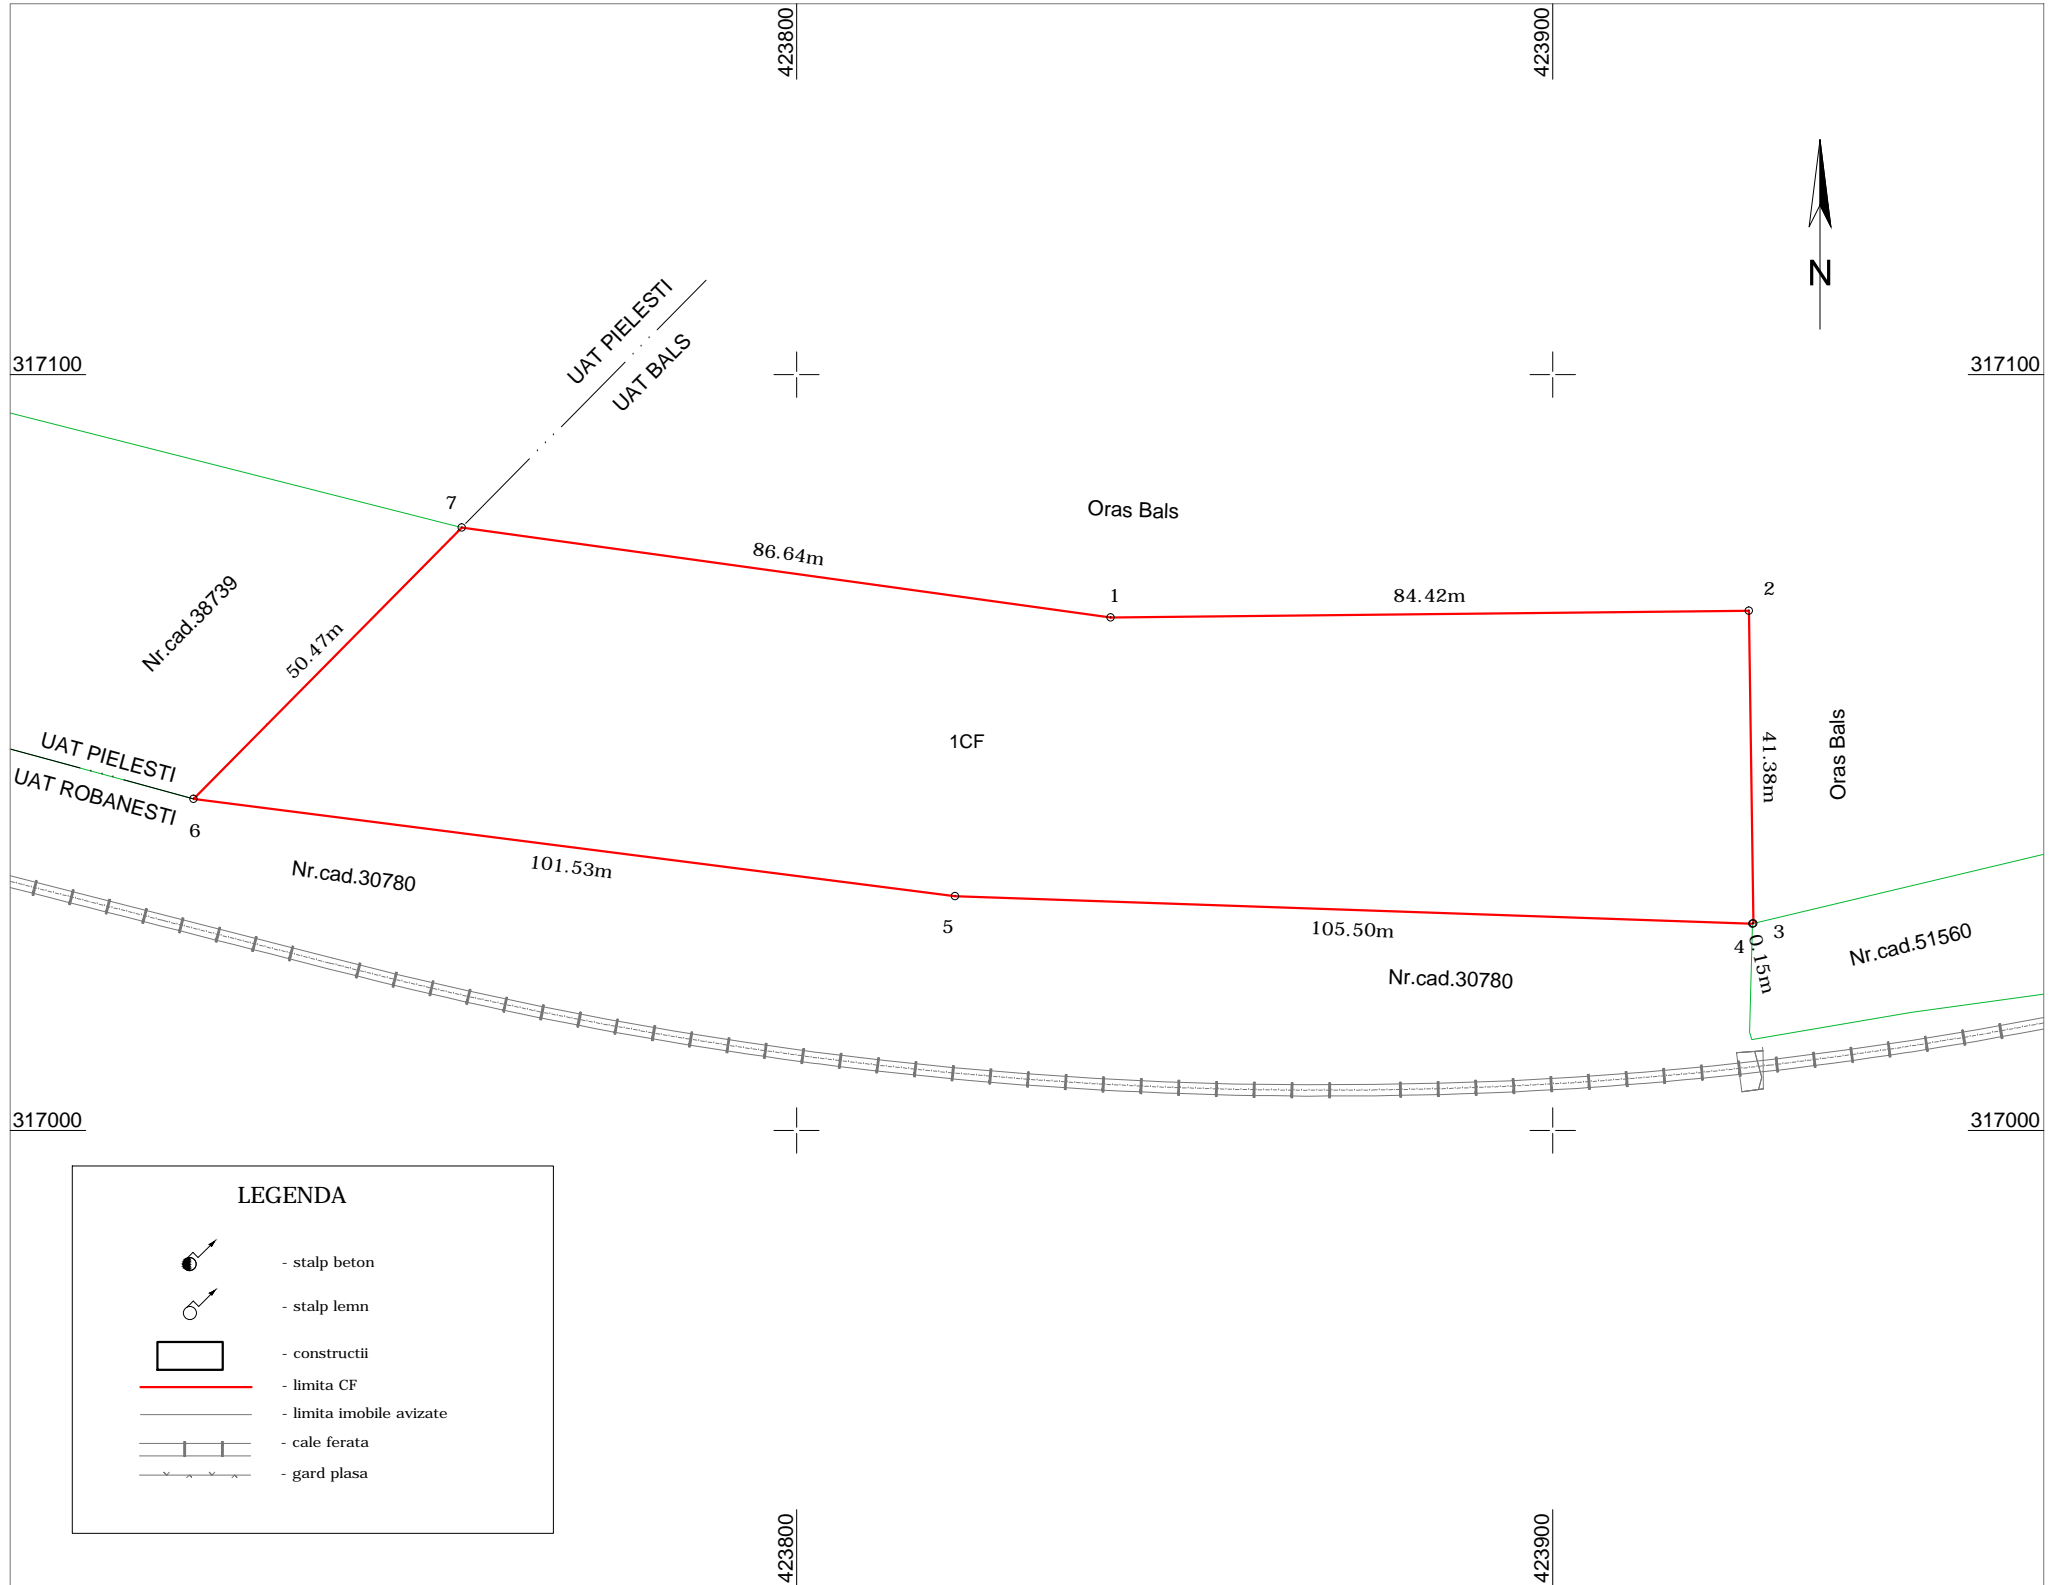 423800
423900
N
UAT PIELESTI
UAT BALS
317100
317100
7
Oras Bals
86.64m
1
84.42m
2
Nr.cad.38739
50.47m
1CF
41.38m
Oras Bals
UAT PIELESTI
UAT ROBANESTI
6
Nr.cad.30780
101.53m
5
105.50m
4
3
0.15m
Nr.cad.51560
Nr.cad.30780
317000
317000
LEGENDA
- stalp beton
- stalp lemn
- constructii
- limita CF
- limita imobile avizate
- cale ferata
- gard plasa
423800
423900